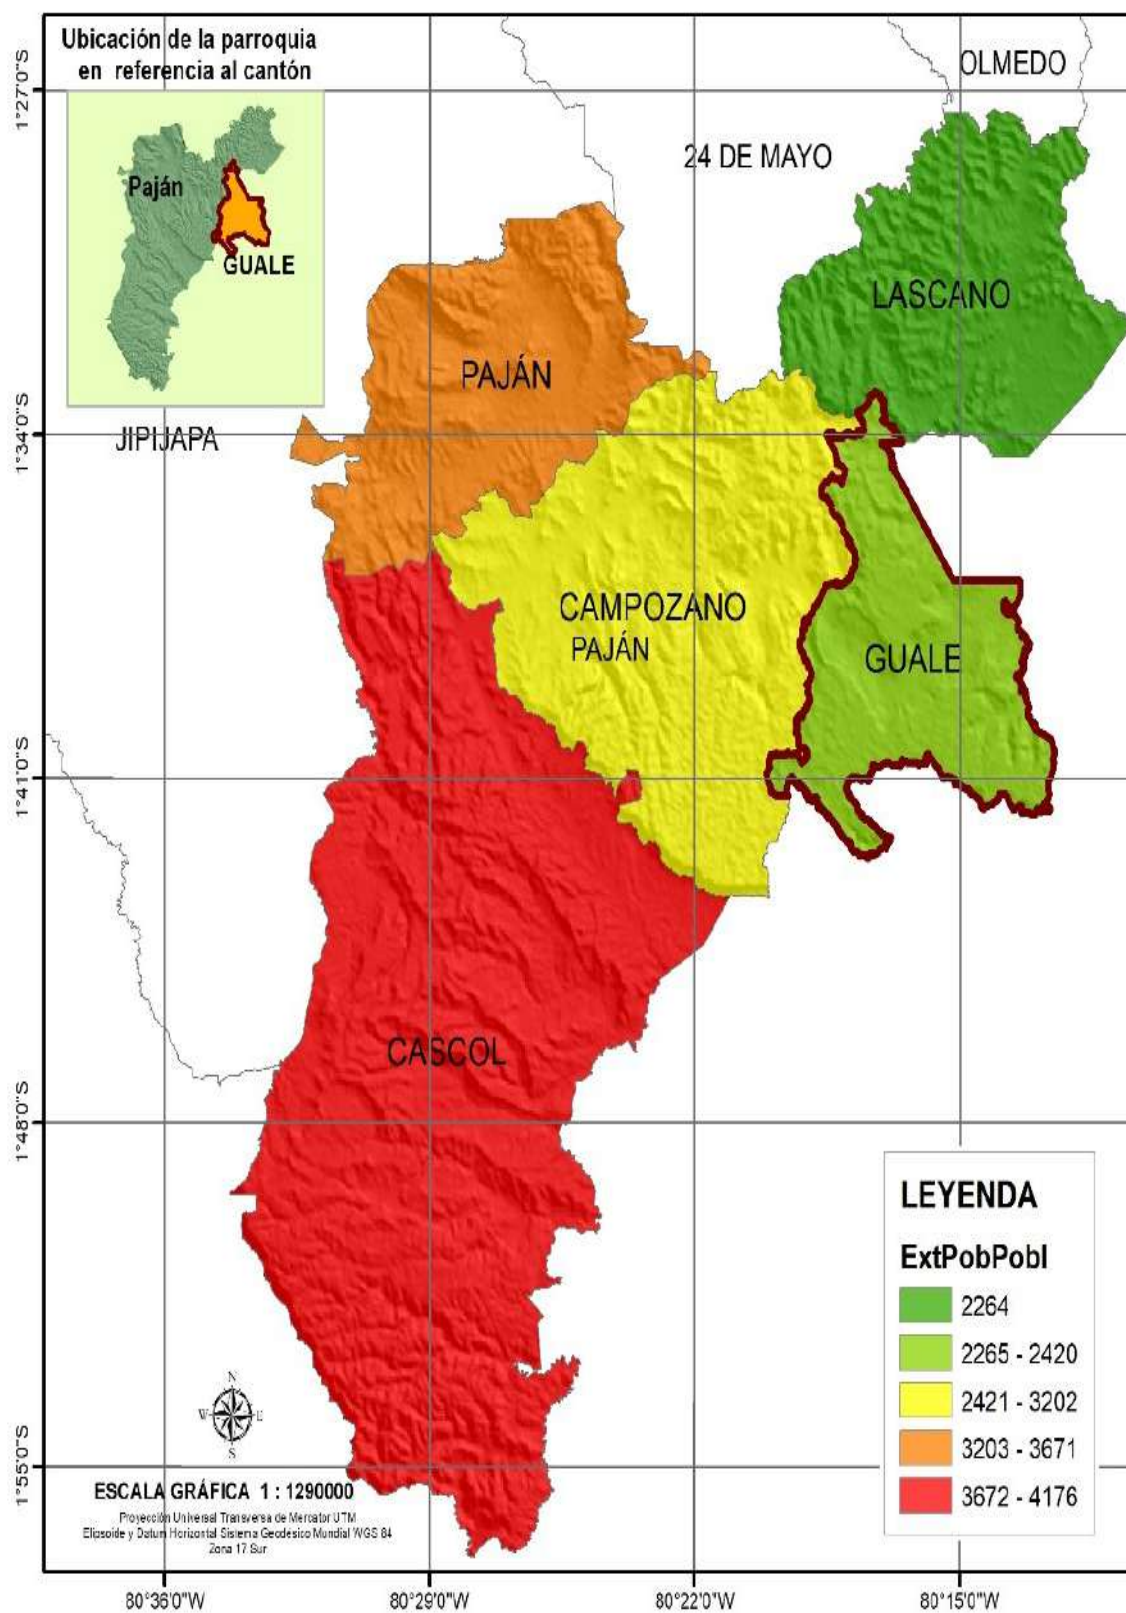 Ubicación de la parroquia
en referencia al cantón
Paján
GUALE
OLMEDO
24 DE MAYO
LASCANO
PAJÁN
JIPIJAPA
CAMPOZANO
PAJÁN
GUALE
CASCOL
1°27'0"S
1°34'0"S
1°41'0"S
1°48'0"S
1°55'0"S
LEYENDA
ExtPobPobl
2264
2265 - 2420
2421 - 3202
3203 - 3671
3672 - 4176
N
W E
S
ESCALA GRÁFICA 1 : 1290000
Proyección Universal Transversa de Mercator UTM
Elipsoide y Datum Horizontal Sistema Geodésico Mundial WGS 84
Zona 17 Sur
80°36'0"W
80°29'0"W
80°22'0"W
80°15'0"W